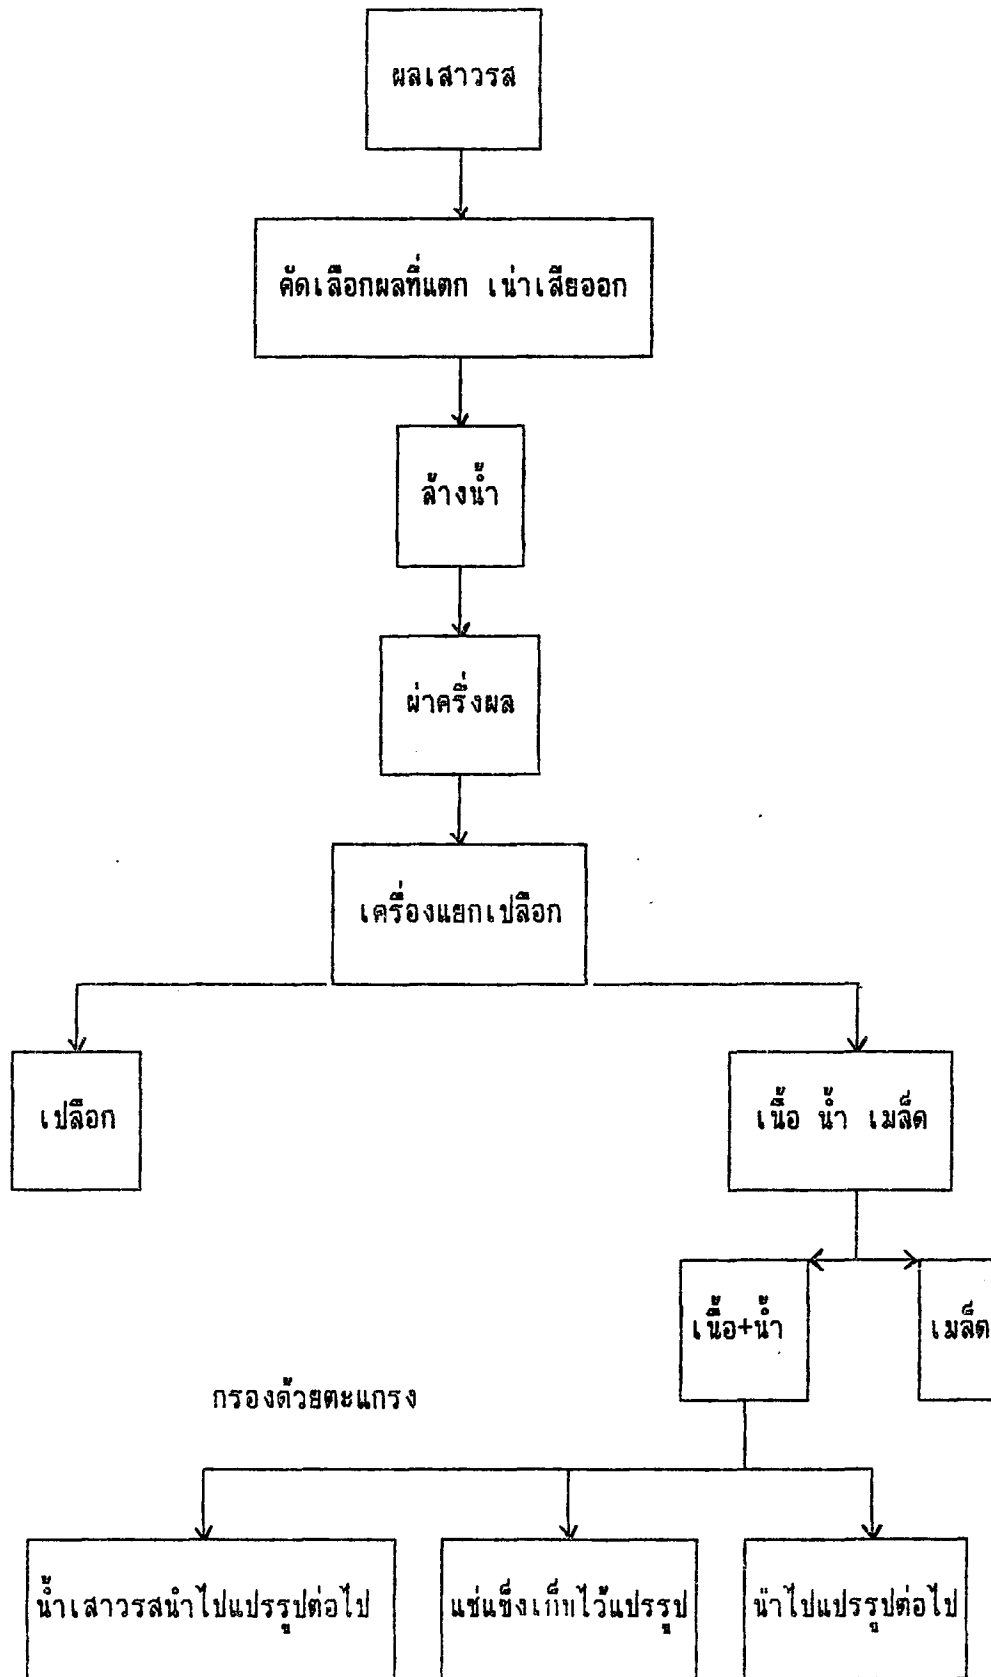 ผลเสาวรส
คัดเลือกผลที่แตก เน่าเสียออก
ล้างน้ำ
ผ่าครึ่งผล
เครื่องแยกเปลือก
เปลือก
เนื้อ น้ำ เมล็ด
เนื้อ+น้ำ
เมล็ด
กรองด้วยตะแกรง
น้ำเสาวรสนำไปแปรรูปต่อไป
แช่แข็งเก็บไว้แปรรูป
นำไปแปรรูปต่อไป